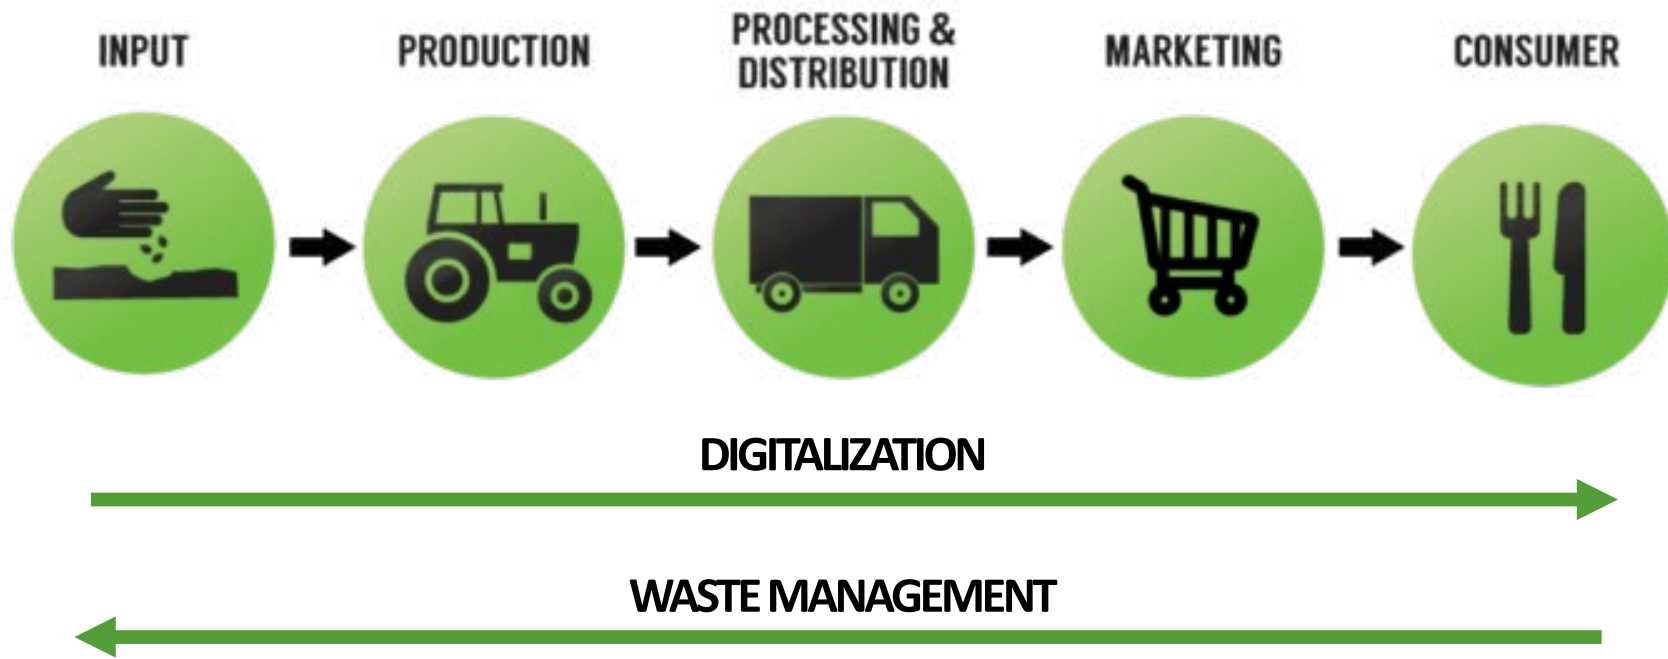 INPUT
PRODUCTION
PROCESSING &
DISTRIBUTION
MARKETING
CONSUMER
DIGITALIZATION
WASTE MANAGEMENT